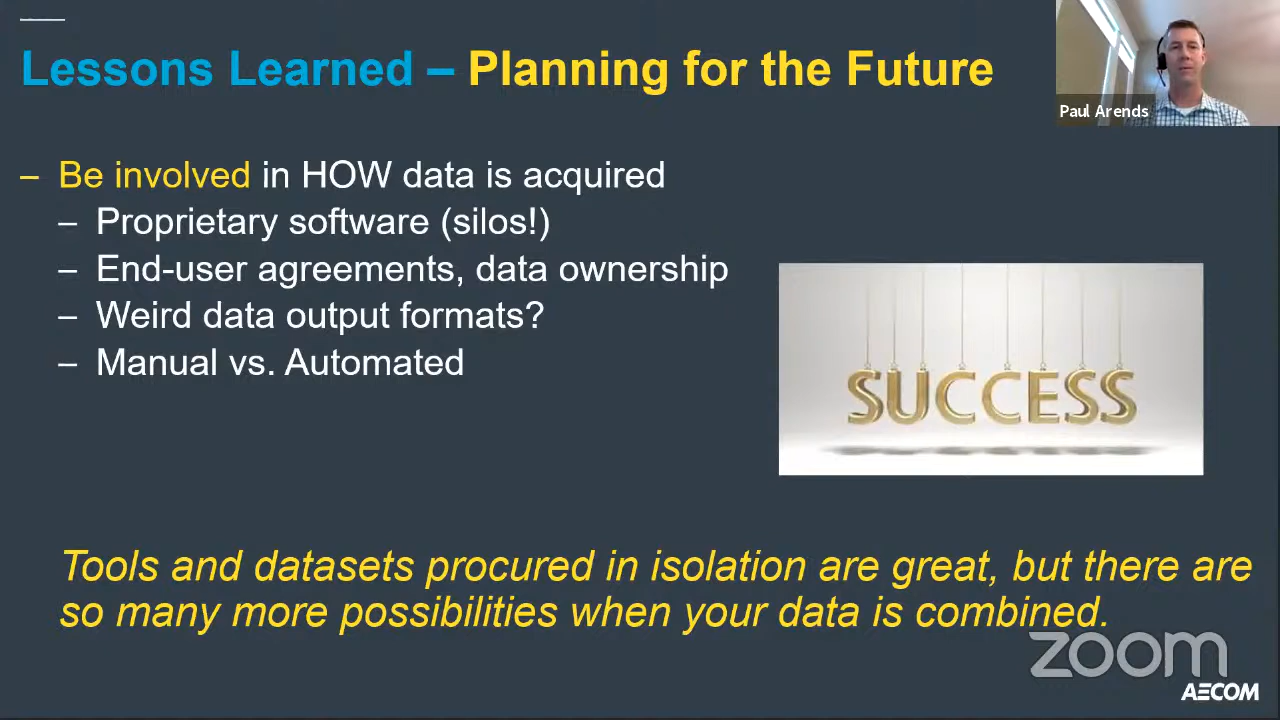 Lessons Learned – Planning for the Future
Paul Arends
– Be involved in HOW data is acquired
– Proprietary software (silos!)
– End-user agreements, data ownership
– Weird data output formats?
– Manual vs. Automated
SUCCESS
Tools and datasets procured in isolation are great, but there are
so many more possibilities when your data is combined.
zoom
AECOM